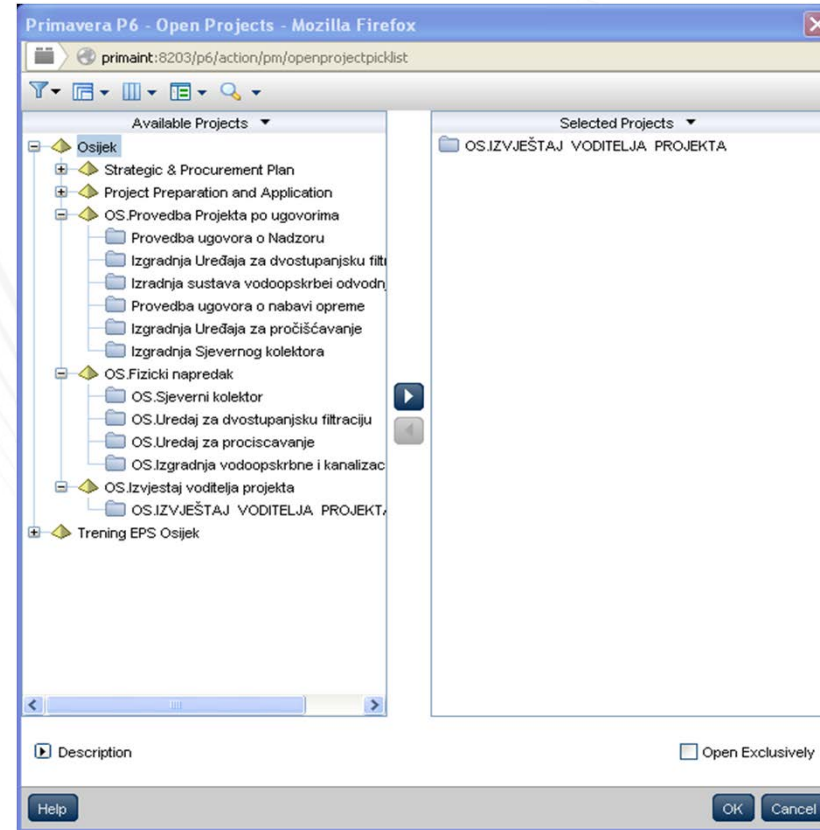 Primavera P6 - Open Projects - Mozilla Firefox
primaint:8203/p6/action/pm/openprojectpicklist
Available Projects
Osijek
Strategic & Procurement Plan
Project Preparation and Application
OS.Provedba Projekta po ugovorima
Provedba ugovora o Nadzoru
Izgradnja Uređaja za dvostupanjsku filtr
Izradnja sustava vodoopskrbei odvodnj
Provedba ugovora o nabavi opreme
Izgradnja Uređaja za pročišćavanje
Izgradnja Sjevernog kolektora
OS.Fizicki napredak
OS.Sjeverni kolektor
OS.Uredaj za dvostupanjsku filtraciju
OS.Uredaj za prociscavanje
OS.Izgradnja vodoopskrbne i kanalizac
OS.Izvjestaj voditelja projekta
OS.IZVJEŠTAJ VODITELJA PROJEKTA
Trening EPS Osijek
Selected Projects
OS.IZVJEŠTAJ VODITELJA PROJEKTA
Description
Open Exclusively
Help
OK
Cancel